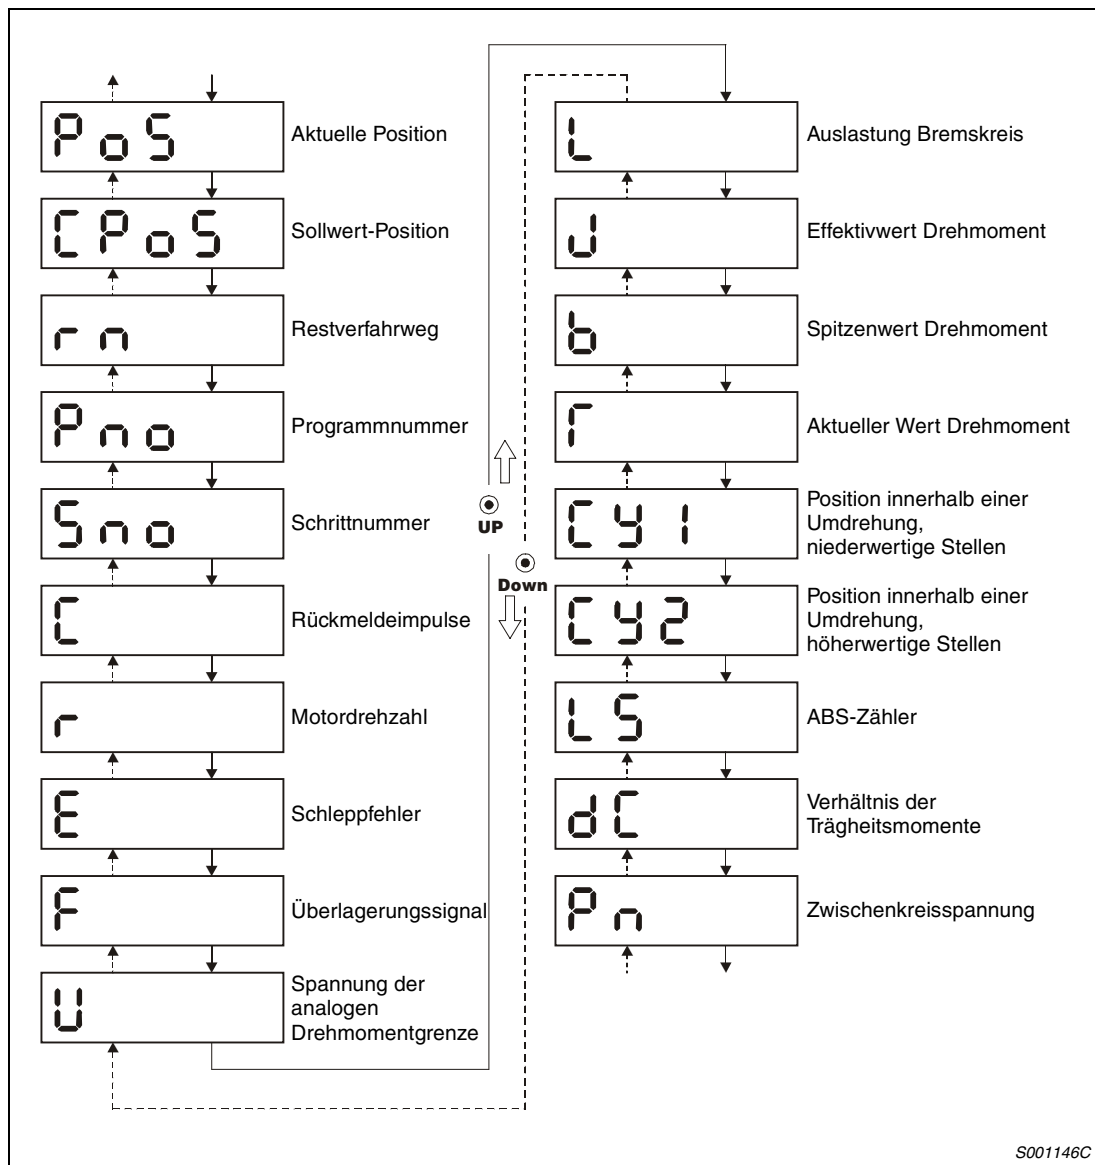 PoS
Aktuelle Position
CPoS
Sollwert-Position
rn
Restverfahrweg
Pno
Programmnummer
Sno
Schrittnummer
C
Rückmeldeimpulse
r
Motordrehzahl
E
Schleppfehler
F
Überlagerungssignal
U
Spannung der
analogen
Drehmomentgrenze
UP
Down
L
Auslastung Bremskreis
J
Effektivwert Drehmoment
b
Spitzenwert Drehmoment
T
Aktueller Wert Drehmoment
Cy1
Position innerhalb einer
Umdrehung,
niederwertige Stellen
Cy2
Position innerhalb einer
Umdrehung,
höherwertige Stellen
LS
ABS-Zähler
dC
Verhältnis der
Trägheitsmomente
Pn
Zwischenkreisspannung
S001146C